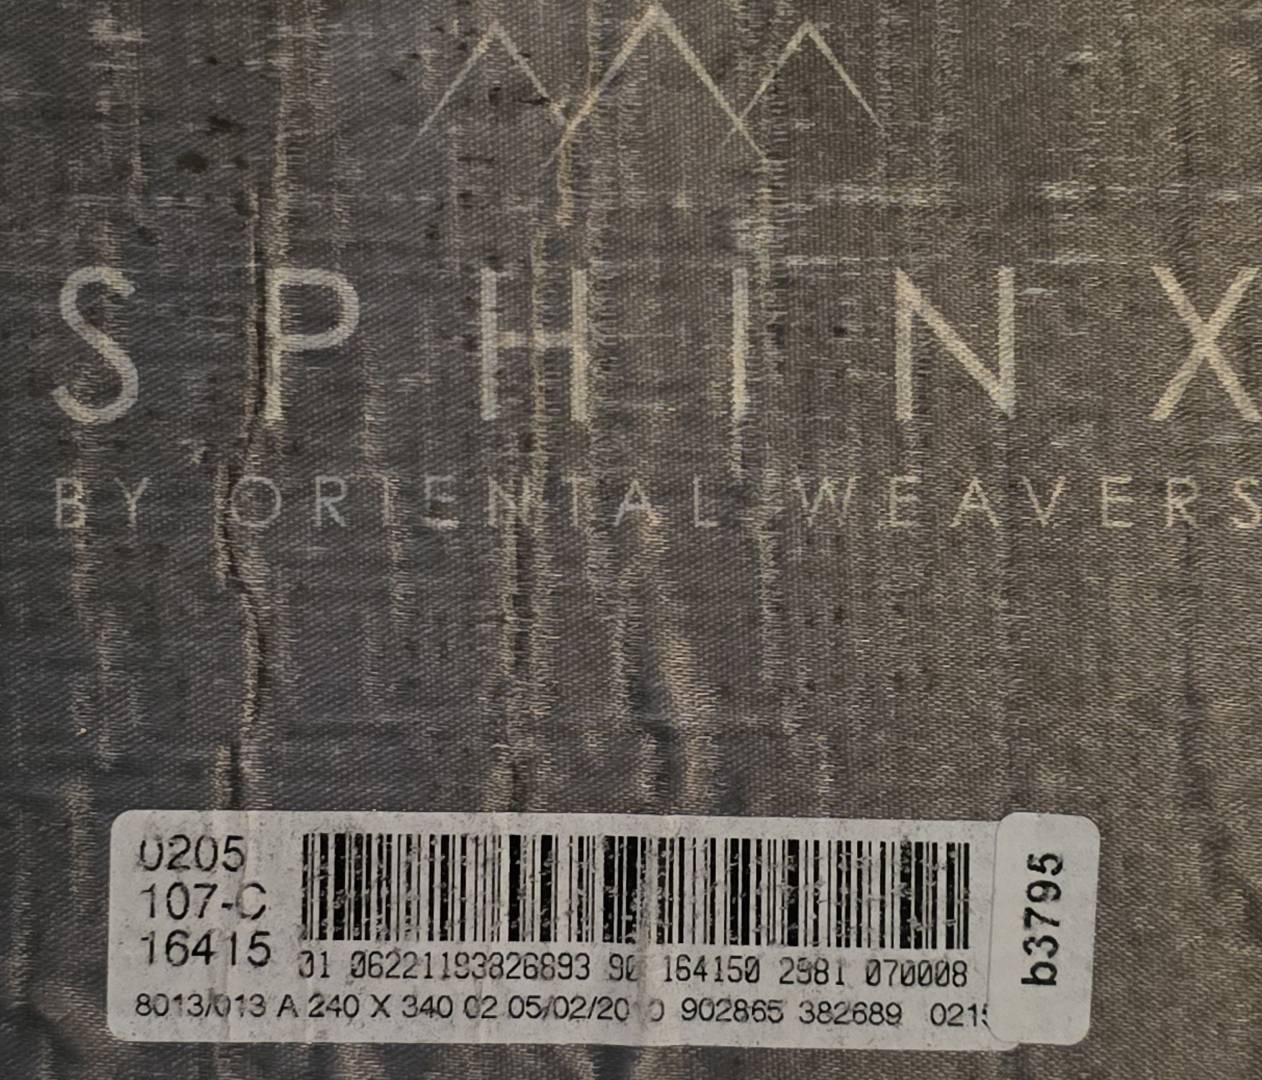 SPHINX
BY ORIENTAL WEAVERS
0205
107-C
16415
01 06221193826893 90 164150 2981 070008
8013/013 A 240 X 340 02 05/02/20 902865 382689
b3795